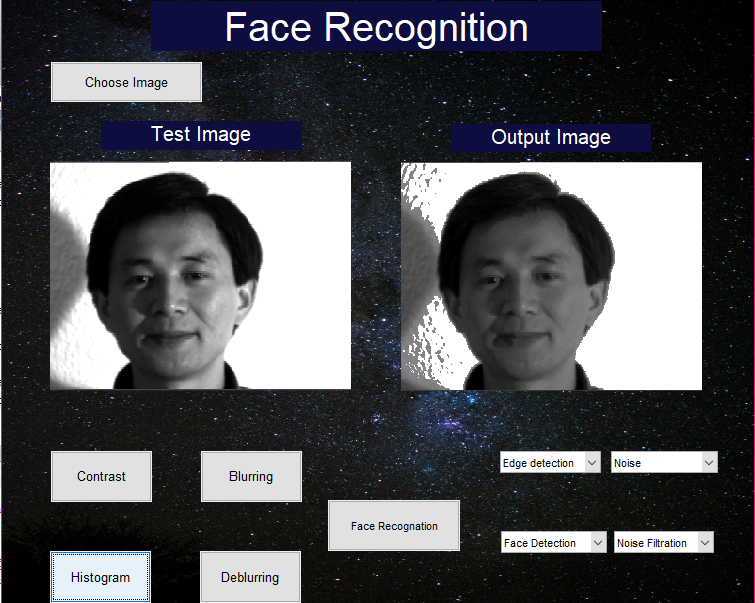 Face Recognition
Choose Image
Test Image
Output Image
Contrast
Blurring
Edge detection
Noise
Face Recognation
Histogram
Deblurring
Face Detection
Noise Filtration